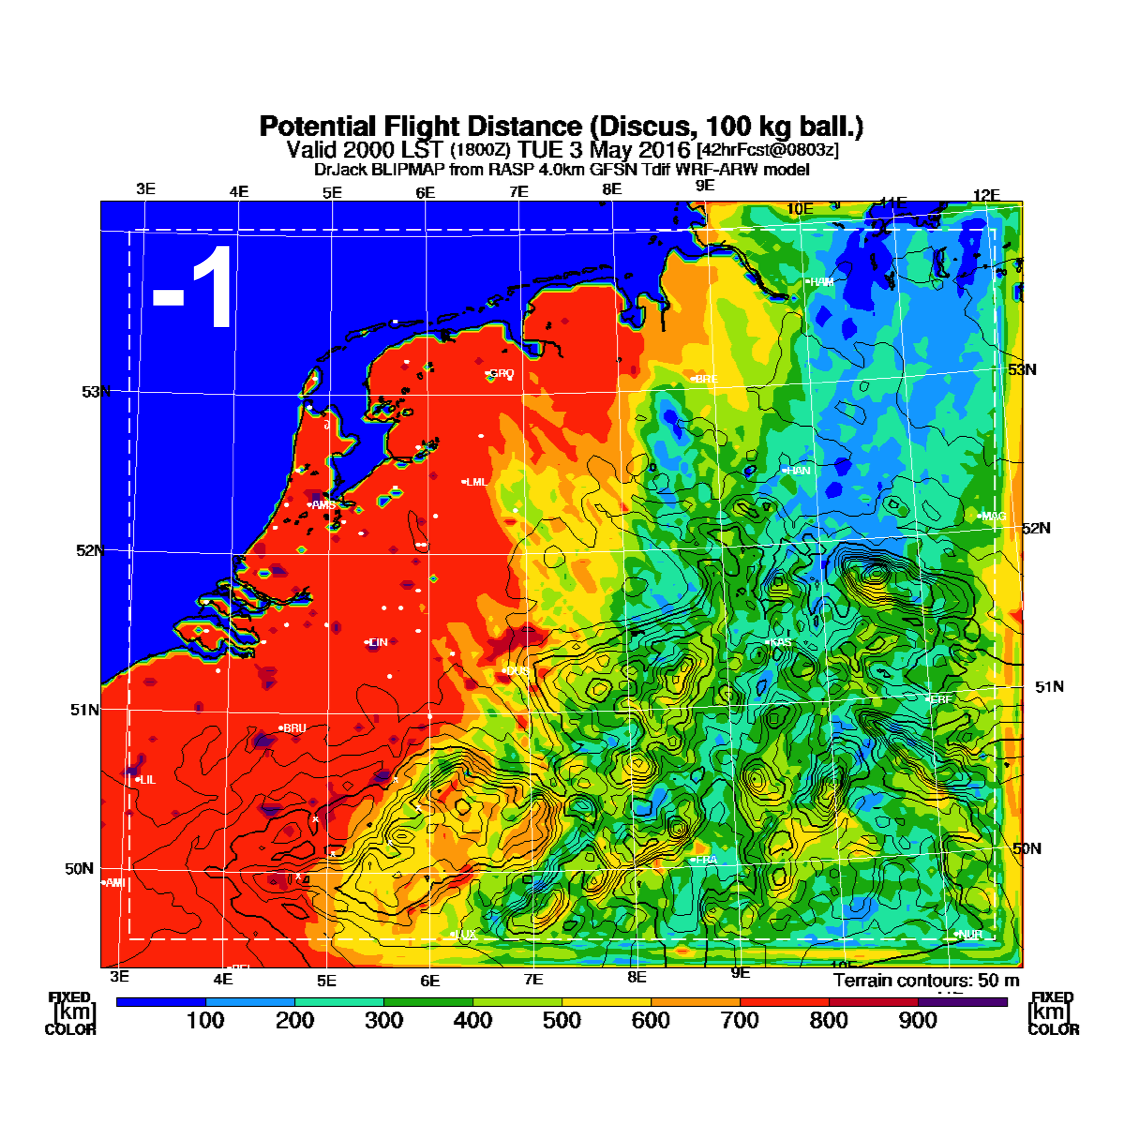 Potential Flight Distance (Discus, 100 kg ball.)
Valid 2000 LST (1800Z) TUE 3 May 2016 [42hrFcst@0803z]
DrJack BLIPMAP from RASP 4.0km GFSN Tdif WRF-ARW model
3E 4E 5E 6E 7E 8E 9E 10E 11E 12E
-1
HAM
53N GRO BRE 53N
HAN
LML
AMS MAG
52N 52N
EIN KAS
DUS
51N ERF 51N
BRU
LIL
50N FRA 50N
AMI
LUX NUR
3E 4E 5E 6E 7E 8E 9E
Terrain contours: 50 m
FIXED FIXED
[km] 100 200 300 400 500 600 700 800 900 [km]
COLOR COLOR